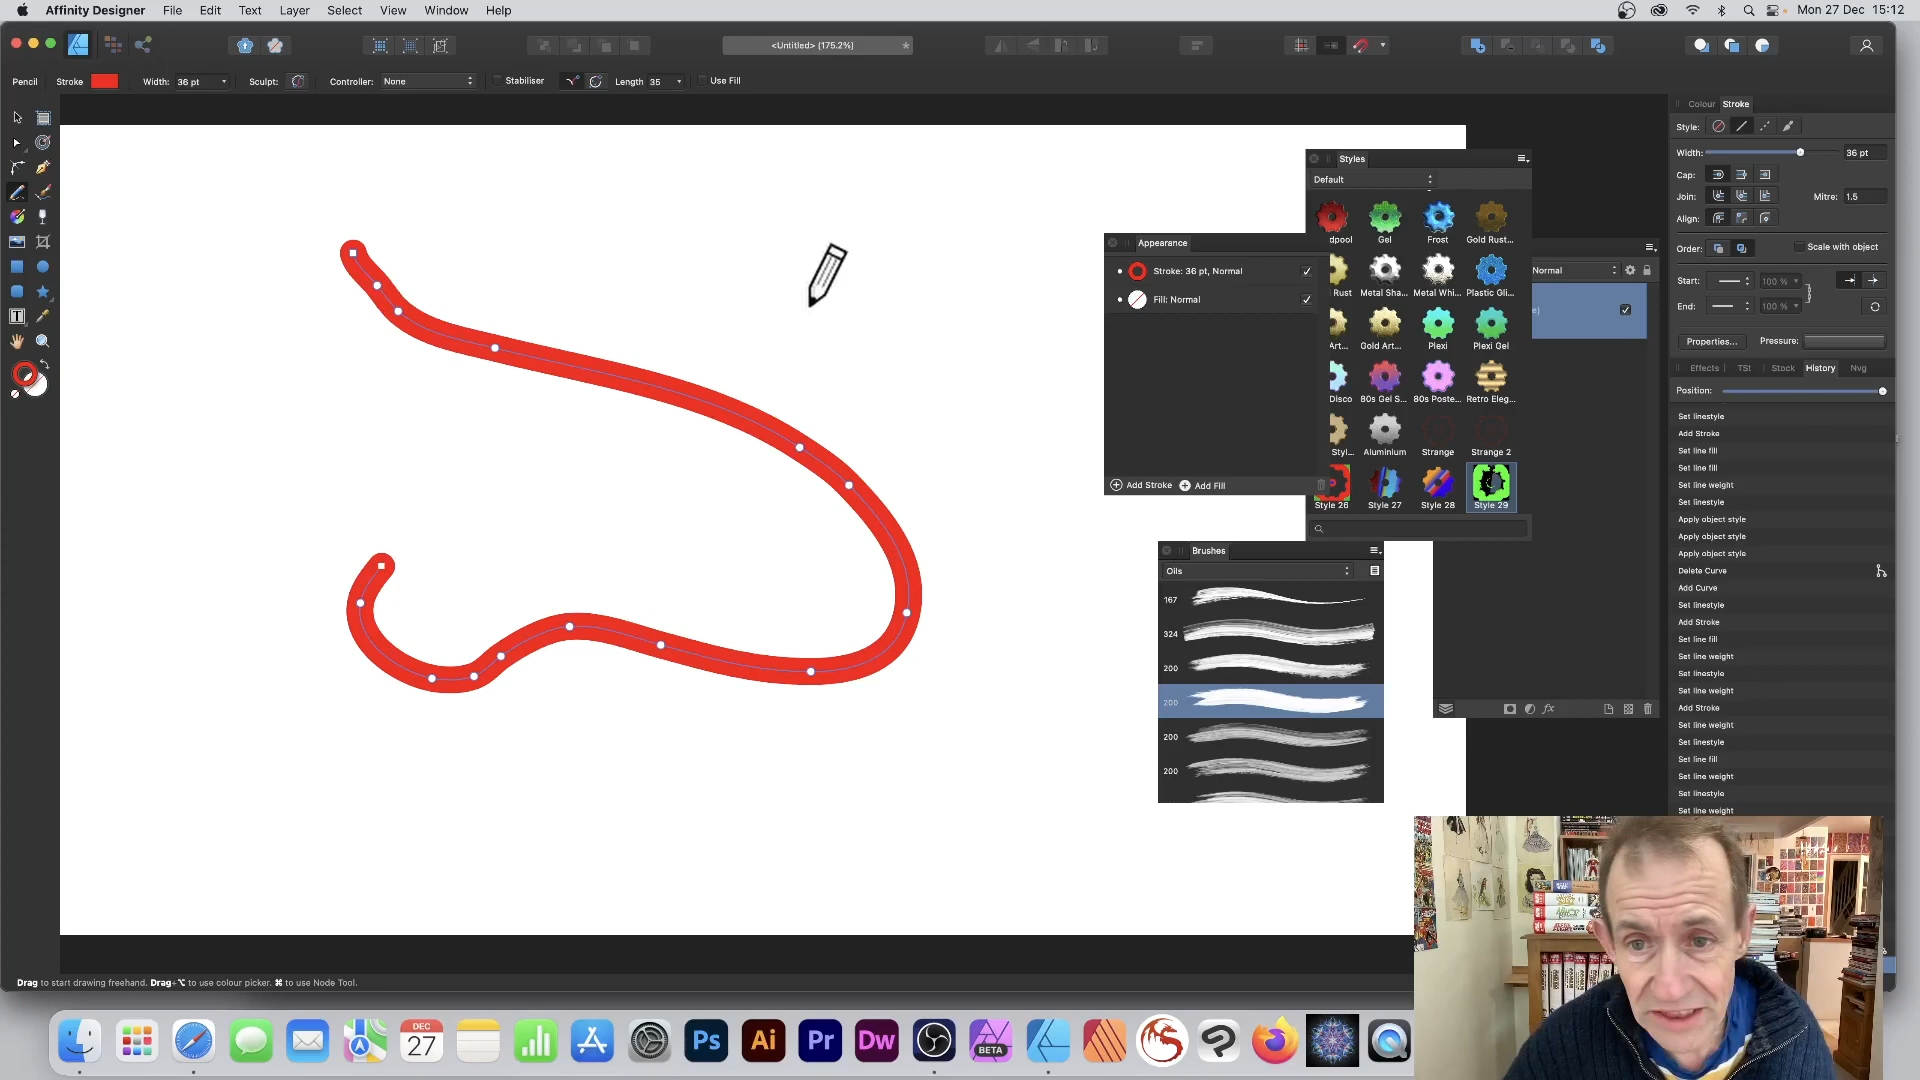 Affinity Designer File Edit Text Layer Select View Window Help Mon 27 Dec 15:12
<Untitled> (175.2%)
Pencil Stroke Width: 36 pt Sculpt: Controller: None Stabiliser Length 35 Use Fill
Colour Stroke
Style:
Width: 36 pt
Cap:
Join: Mitre: 1.5
Align:
Order: Scale with object
Start: 100 %
End: 100 %
Properties... Pressure:
Effects TSt Stock History Nvg
Position:
Set linestyle
Add Stroke
Set line fill
Set line fill
Set line weight
Set linestyle
Apply object style
Apply object style
Apply object style
Delete Curve
Add Curve
Set linestyle
Add Stroke
Set line fill
Set line weight
Set linestyle
Set line weight
Add Stroke
Set line weight
Set linestyle
Set line fill
Set line weight
Set linestyle
Set line weight
Styles
Default
dpool Gel Frost Gold Rust...
Rust Metal Sha... Metal Whi... Plastic Gli...
Art... Gold Art... Plexi Plexi Gel
Disco 80s Gel S... 80s Poste... Retro Eleg...
Styl... Aluminium Strange Strange 2
Style 26 Style 27 Style 28 Style 29
Appearance
Stroke: 36 pt, Normal
Fill: Normal
Add Stroke Add Fill
Normal
Brushes
Oils
167
324
200
200
200
200
Drag to start drawing freehand. Drag+⌥ to use colour picker. ⌘ to use Node Tool.
DEC
27
Ps Ai Pr Dw
BETA